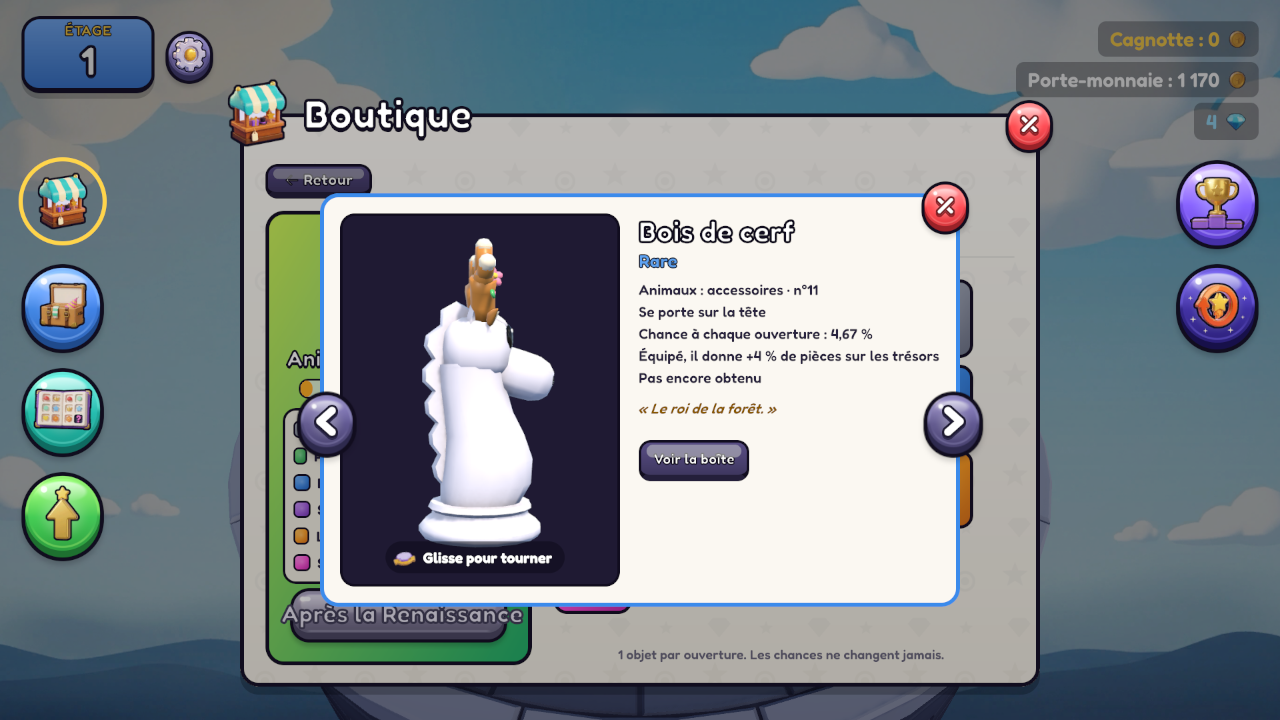 ÉTAGE
1
Cagnotte : 0
Porte-monnaie : 1 170
4
Boutique
← Retour
Bois de cerf
Rare
Animaux : accessoires · n°11
Se porte sur la tête
Chance à chaque ouverture : 4,67 %
Équipé, il donne +4 % de pièces sur les trésors
Pas encore obtenu
« Le roi de la forêt. »
Voir la boîte
Glisse pour tourner
Ani
Après la Renaissance
1 objet par ouverture. Les chances ne changent jamais.